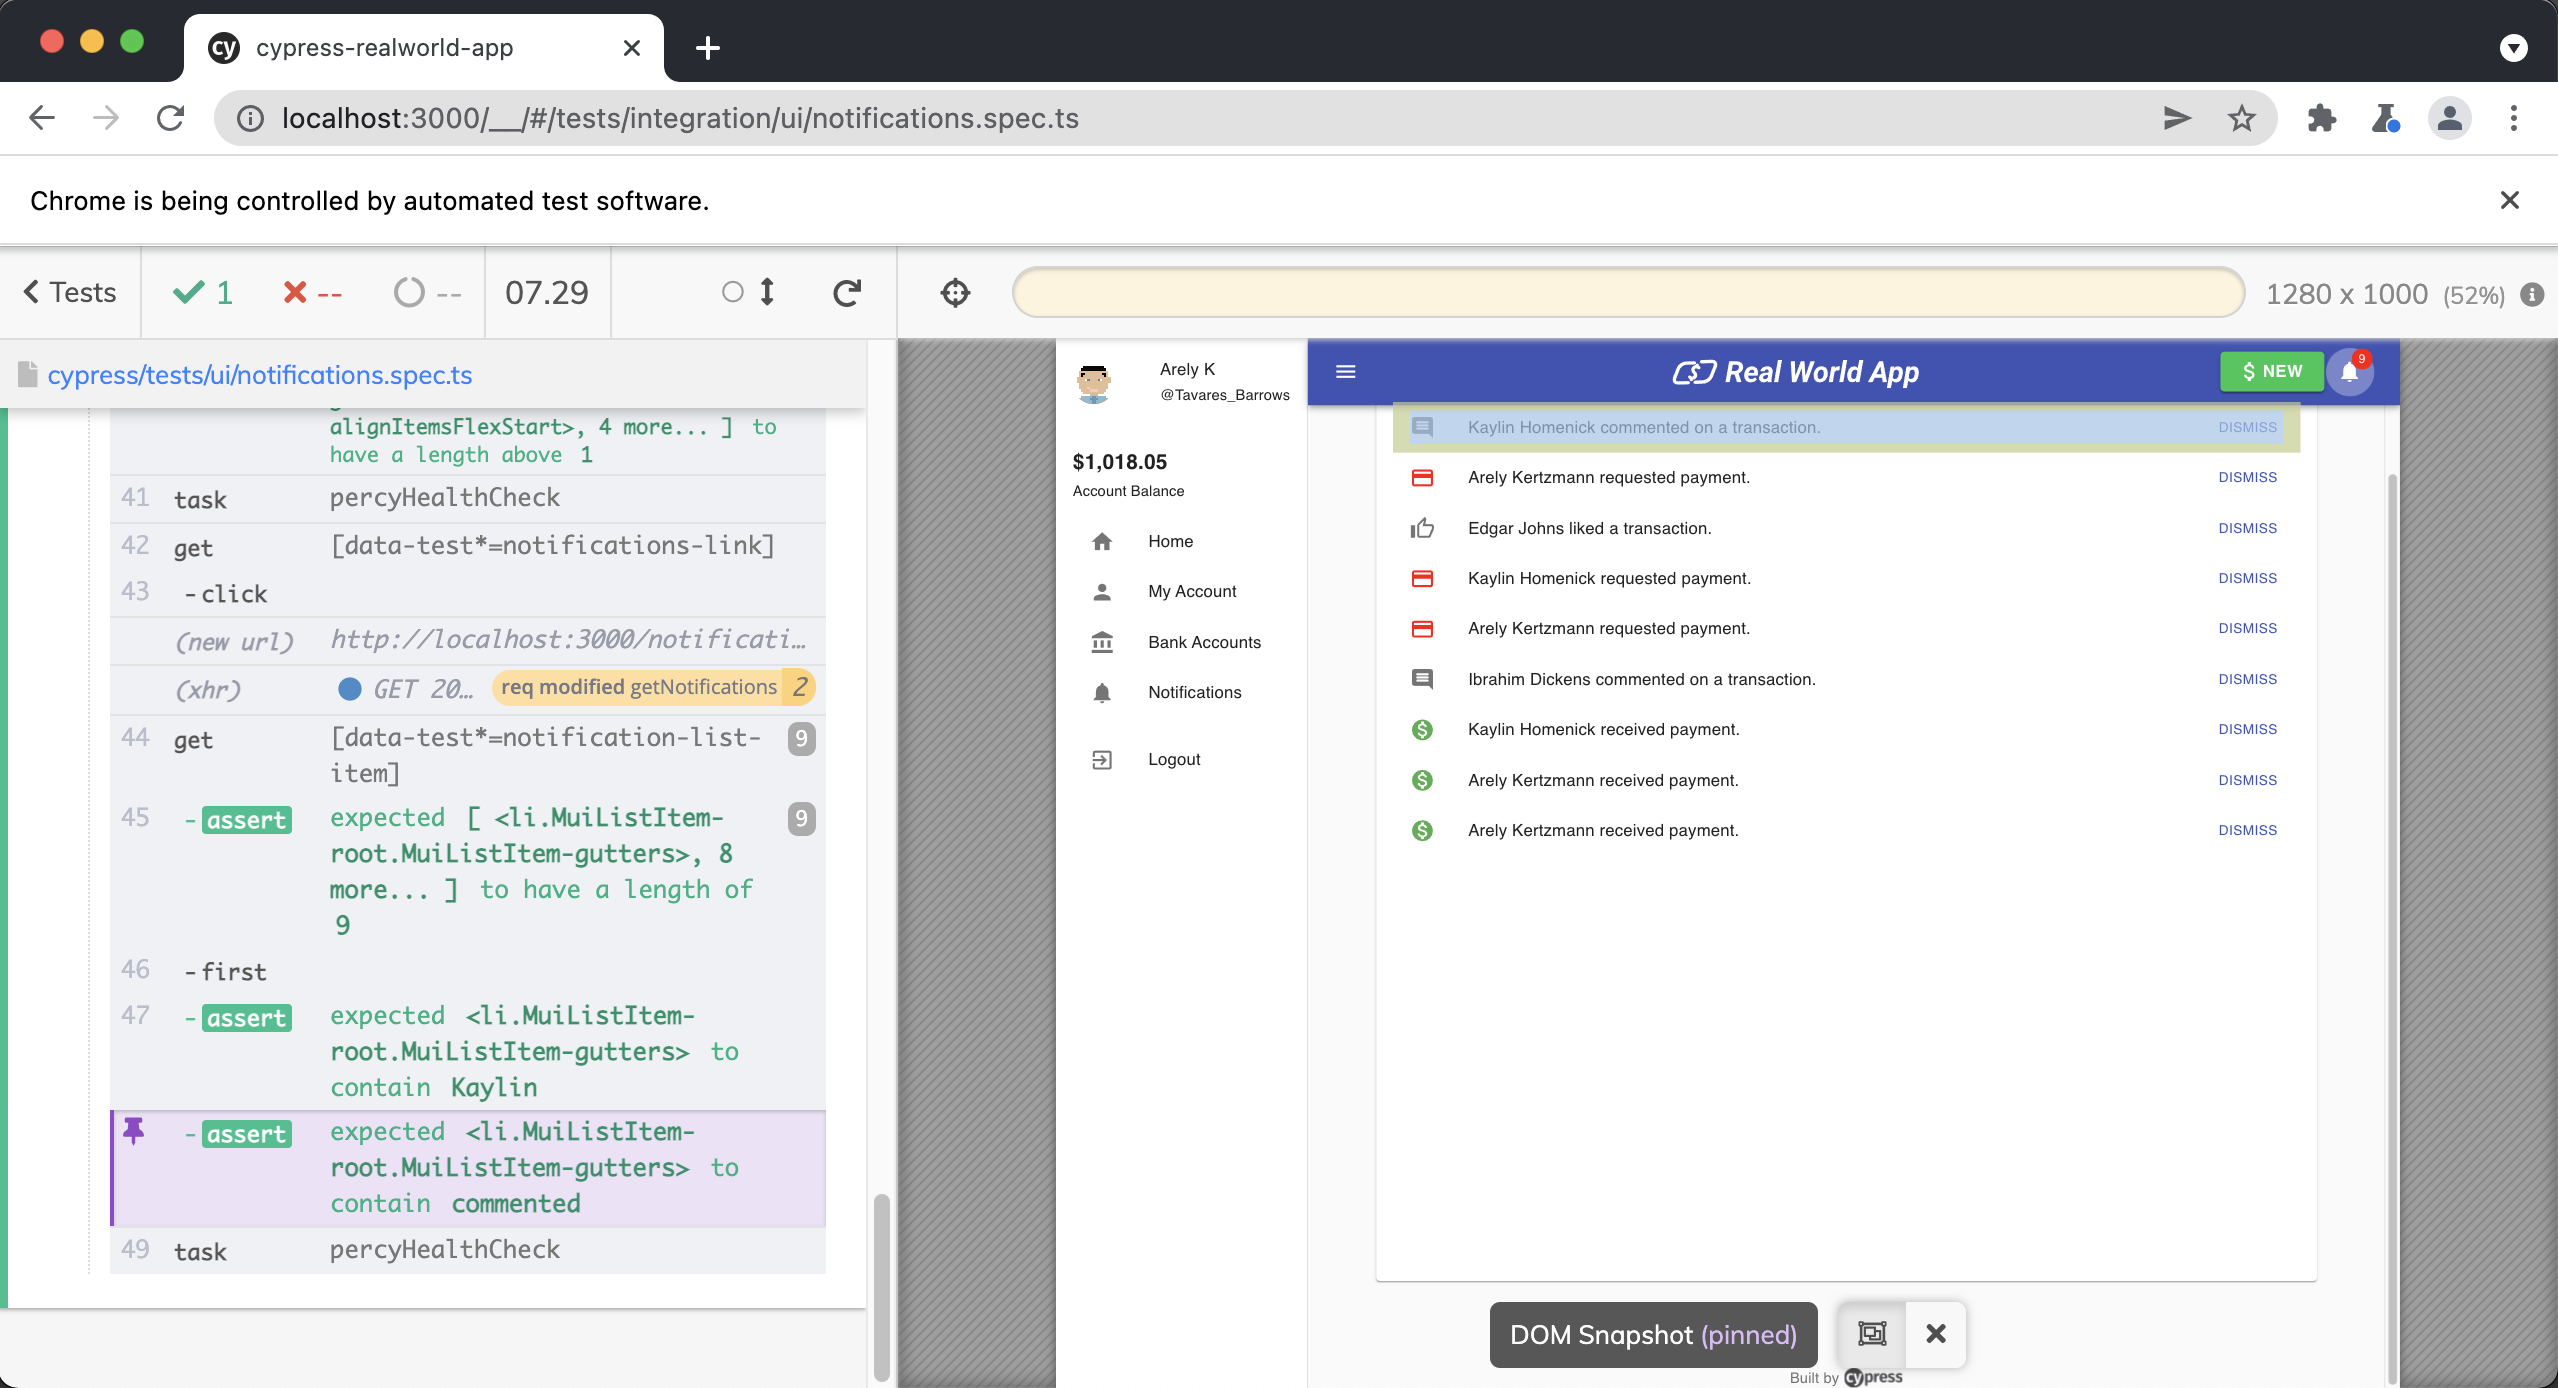 cypress-realworld-app
localhost:3000/__/#/tests/integration/ui/notifications.spec.ts
Chrome is being controlled by automated test software.
Tests
1
--
--
07.29
1280 x 1000 (52%)
cypress/tests/ui/notifications.spec.ts
alignItemsFlexStart>, 4 more... ] to
have a length above 1
41 task percyHealthCheck
42 get [data-test*=notifications-link]
43 -click
(new url) http://localhost:3000/notificati…
(xhr) GET 20… req modified getNotifications 2
44 get [data-test*=notification-list-
item] 9
45 -assert expected [ <li.MuiListItem-
root.MuiListItem-gutters>, 8
more... ] to have a length of
9
9
46 -first
47 -assert expected <li.MuiListItem-
root.MuiListItem-gutters> to
contain Kaylin
-assert expected <li.MuiListItem-
root.MuiListItem-gutters> to
contain commented
49 task percyHealthCheck
Arely K
@Tavares_Barrows
$1,018.05
Account Balance
Home
My Account
Bank Accounts
Notifications
Logout
Real World App
$ NEW
9
Kaylin Homenick commented on a transaction. DISMISS
Arely Kertzmann requested payment. DISMISS
Edgar Johns liked a transaction. DISMISS
Kaylin Homenick requested payment. DISMISS
Arely Kertzmann requested payment. DISMISS
Ibrahim Dickens commented on a transaction. DISMISS
Kaylin Homenick received payment. DISMISS
Arely Kertzmann received payment. DISMISS
Arely Kertzmann received payment. DISMISS
DOM Snapshot (pinned)
Built by cypress